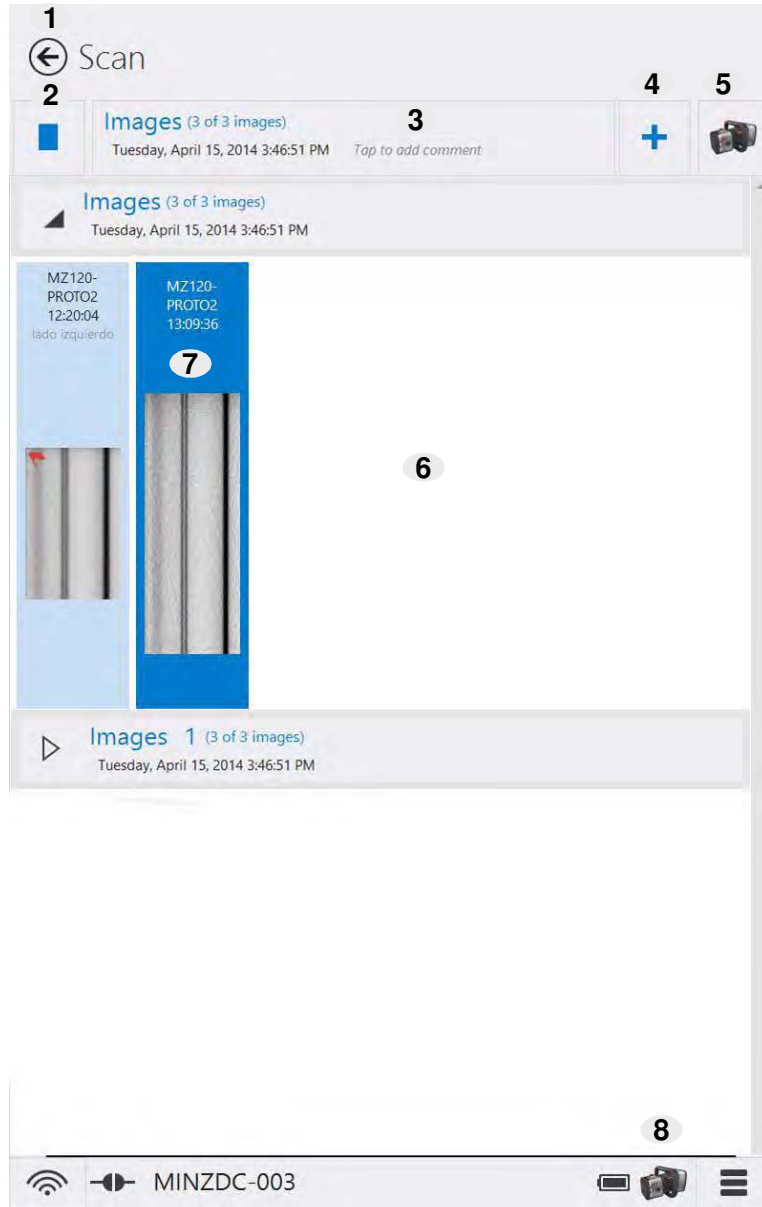 1
Scan
2
4
5
Images (3 of 3 images)
3
Tuesday, April 15, 2014 3:46:51 PM Tap to add comment
Images (3 of 3 images)
Tuesday, April 15, 2014 3:46:51 PM
MZ120-
PROTO2
12:20:04
lado izquierdo
MZ120-
PROTO2
13:09:36
7
6
Images 1 (3 of 3 images)
Tuesday, April 15, 2014 3:46:51 PM
8
MINZDC-003